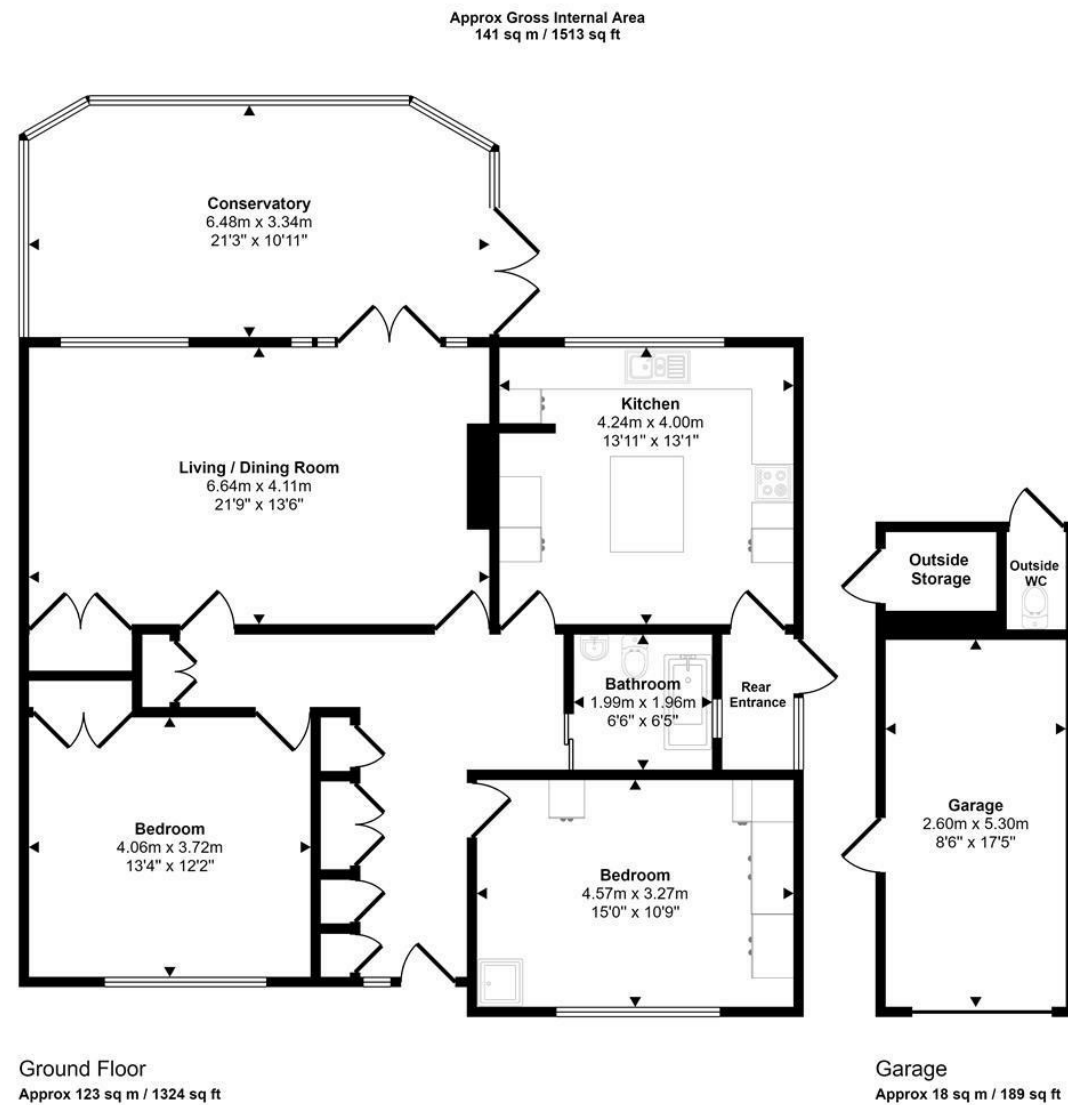 Approx Gross Internal Area
141 sq m / 1513 sq ft
Conservatory
6.48m x 3.34m
21'3" x 10'11"
Living / Dining Room
6.64m x 4.11m
21'9" x 13'6"
Kitchen
4.24m x 4.00m
13'11" x 13'1"
Outside
Storage
Outside
WC
Bathroom
1.99m x 1.96m
6'6" x 6'5"
Rear
Entrance
Bedroom
4.06m x 3.72m
13'4" x 12'2"
Bedroom
4.57m x 3.27m
15'0" x 10'9"
Garage
2.60m x 5.30m
8'6" x 17'5"
Ground Floor
Approx 123 sq m / 1324 sq ft
Garage
Approx 18 sq m / 189 sq ft